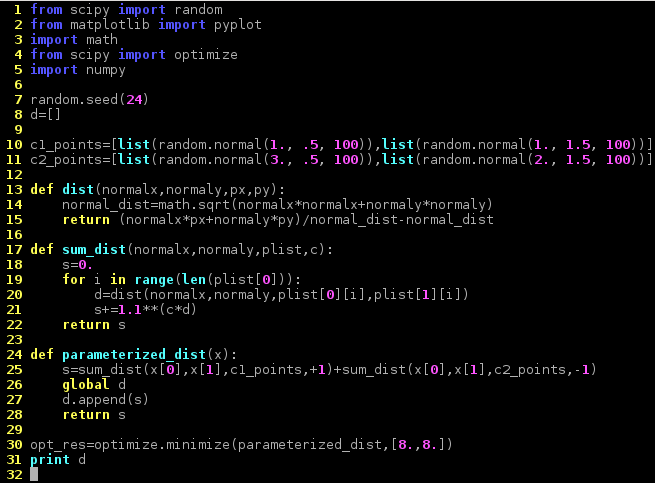 1 from scipy import random
2 from matplotlib import pyplot
3 import math
4 from scipy import optimize
5 import numpy
6
7 random.seed(24)
8 d=[]
9
10 c1_points=[list(random.normal(1., .5, 100)),list(random.normal(1., 1.5, 100))]
11 c2_points=[list(random.normal(3., .5, 100)),list(random.normal(2., 1.5, 100))]
12
13 def dist(normalx,normaly,px,py):
14     normal_dist=math.sqrt(normalx*normalx+normaly*normaly)
15     return (normalx*px+normaly*py)/normal_dist-normal_dist
16
17 def sum_dist(normalx,normaly,plist,c):
18     s=0.
19     for i in range(len(plist[0])):
20         d=dist(normalx,normaly,plist[0][i],plist[1][i])
21         s+=1.1**(c*d)
22     return s
23
24 def parameterized_dist(x):
25     s=sum_dist(x[0],x[1],c1_points,+1)+sum_dist(x[0],x[1],c2_points,-1)
26     global d
27     d.append(s)
28     return s
29
30 opt_res=optimize.minimize(parameterized_dist,[8.,8.])
31 print d
32